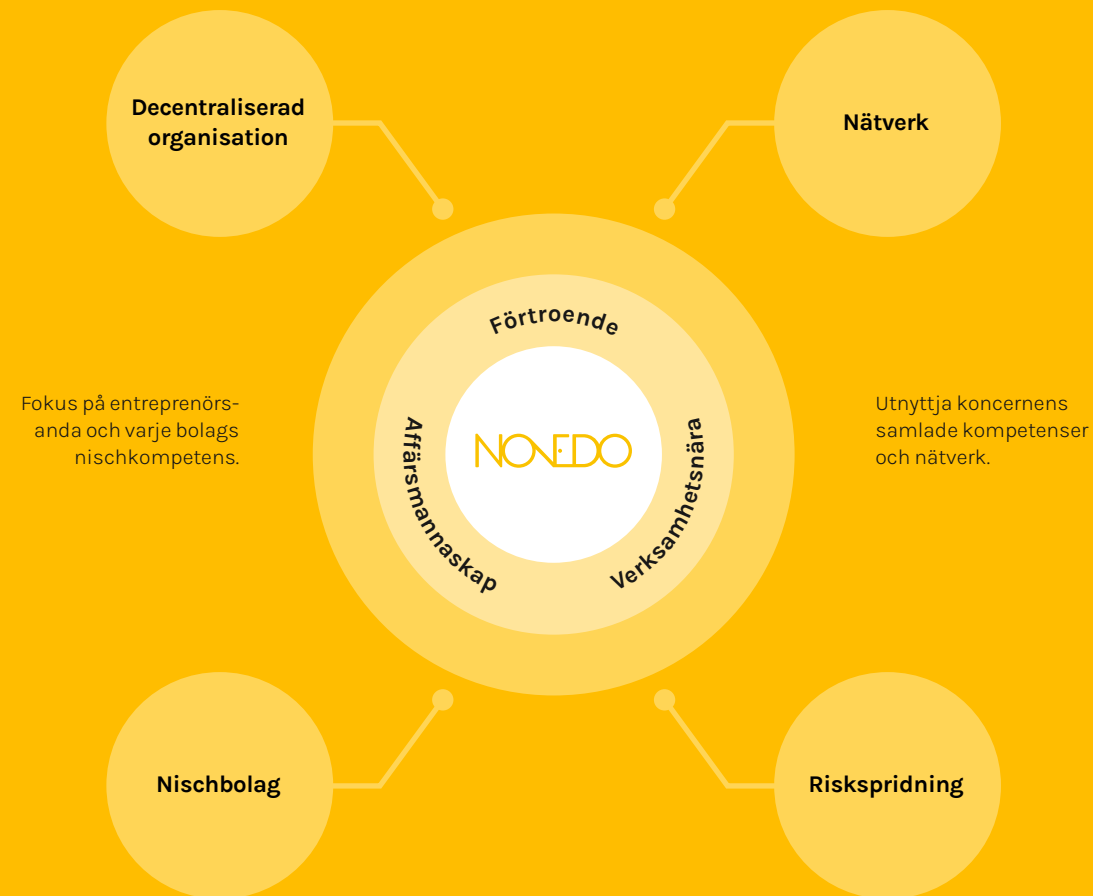 Decentraliserad
organisation
Nätverk
Förtroende
Fokus på entreprenörs-
anda och varje bolags
nischkompetens.
Affärsmannaskap
NOVEDO
Verksamhetsnära
Utnyttja koncernens
samlade kompetenser
och nätverk.
Nischbolag
Riskspridning